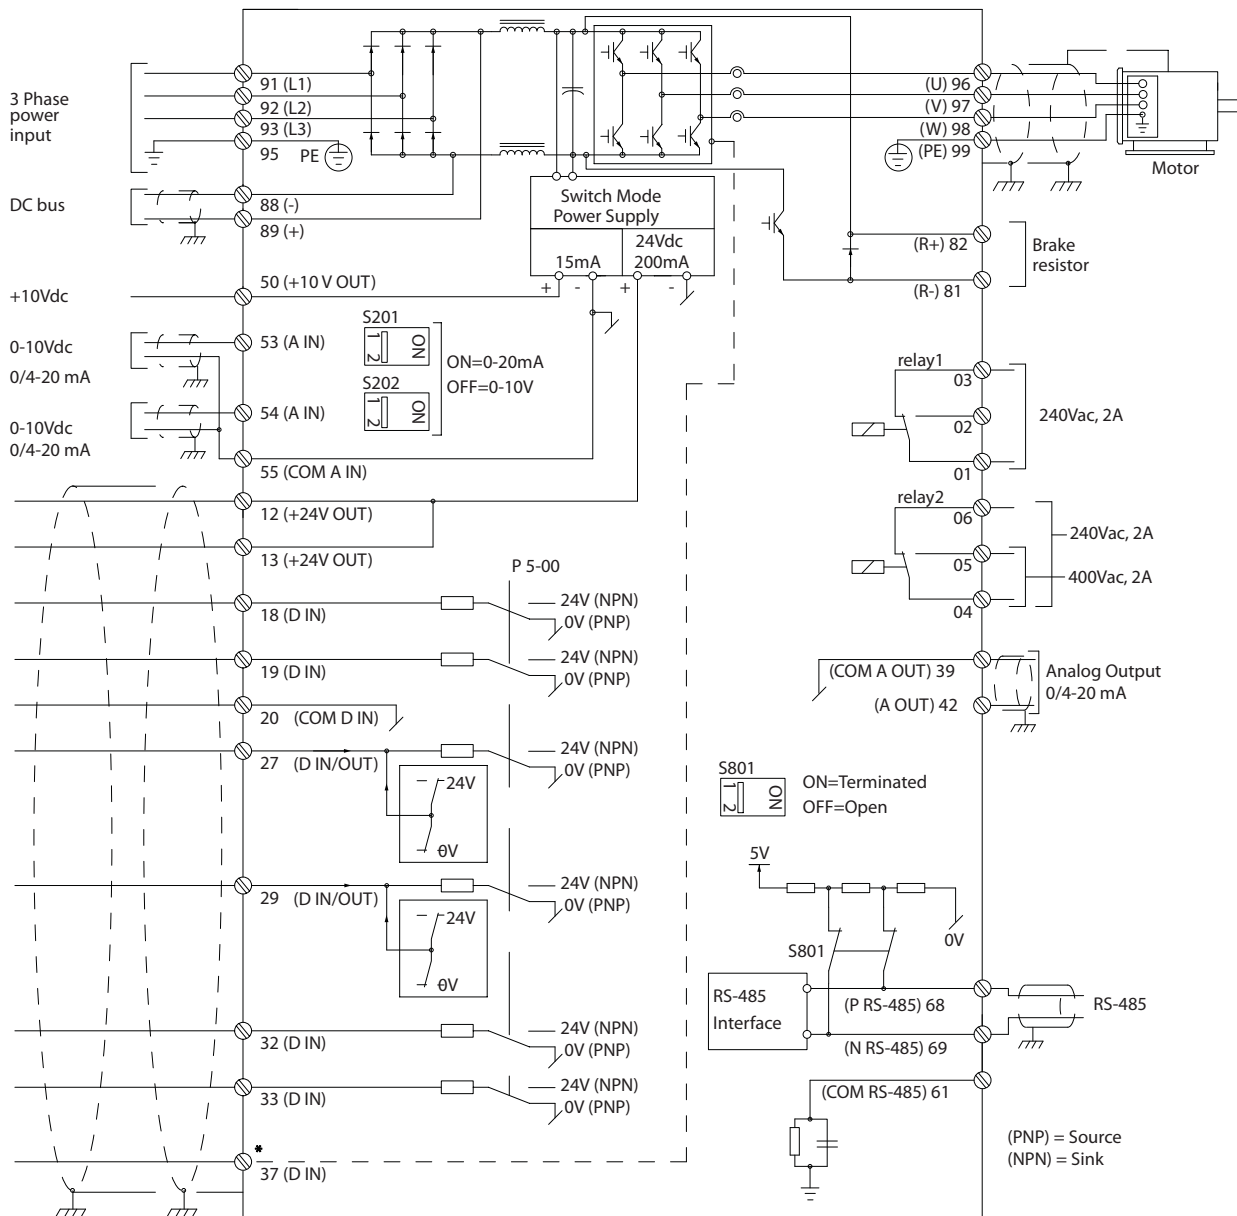 3 Phase
power
input
91 (L1)
92 (L2)
93 (L3)
95 PE
DC bus
88 (-)
89 (+)
+10Vdc
50 (+10 V OUT)
0-10Vdc
0/4-20 mA
53 (A IN)
0-10Vdc
0/4-20 mA
54 (A IN)
55 (COM A IN)
12 (+24V OUT)
13 (+24V OUT)
18 (D IN)
19 (D IN)
20 (COM D IN)
27 (D IN/OUT)
29 (D IN/OUT)
32 (D IN)
33 (D IN)
*
37 (D IN)
Switch Mode
Power Supply
15mA
24Vdc
200mA
+ - + -
S201
1 2 ON
S202
1 2 ON
ON=0-20mA
OFF=0-10V
P 5-00
24V (NPN)
0V (PNP)
24V (NPN)
0V (PNP)
24V (NPN)
0V (PNP)
24V
0V
24V (NPN)
0V (PNP)
24V
0V
24V (NPN)
0V (PNP)
24V (NPN)
0V (PNP)
(U) 96
(V) 97
(W) 98
(PE) 99
Motor
(R+) 82
(R-) 81
Brake
resistor
relay1
03
02
01
240Vac, 2A
relay2
06
05
04
240Vac, 2A
400Vac, 2A
(COM A OUT) 39
(A OUT) 42
Analog Output
0/4-20 mA
S801
1 2 ON
ON=Terminated
OFF=Open
5V
0V
S801
RS-485
Interface
(P RS-485) 68
(N RS-485) 69
(COM RS-485) 61
RS-485
(PNP) = Source
(NPN) = Sink